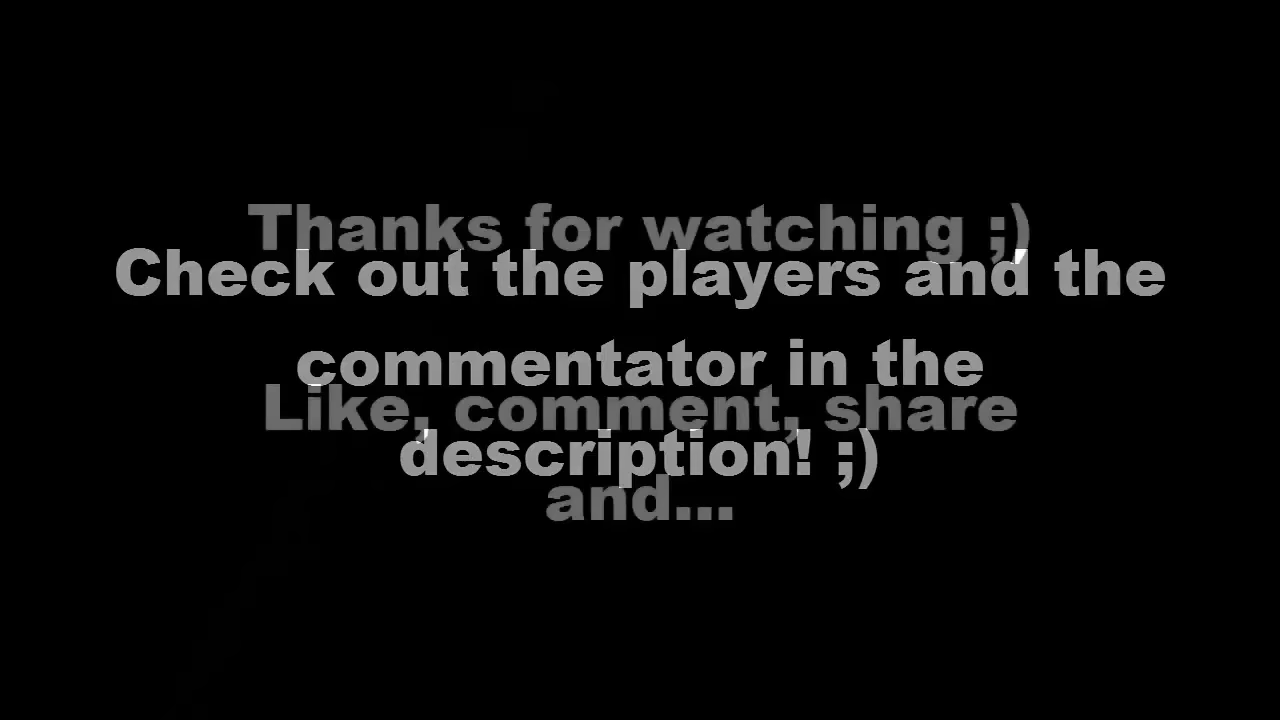 Thanks for watching ;)
Check out the players and the
commentator in the
Like, comment, share
description! ;)
and...